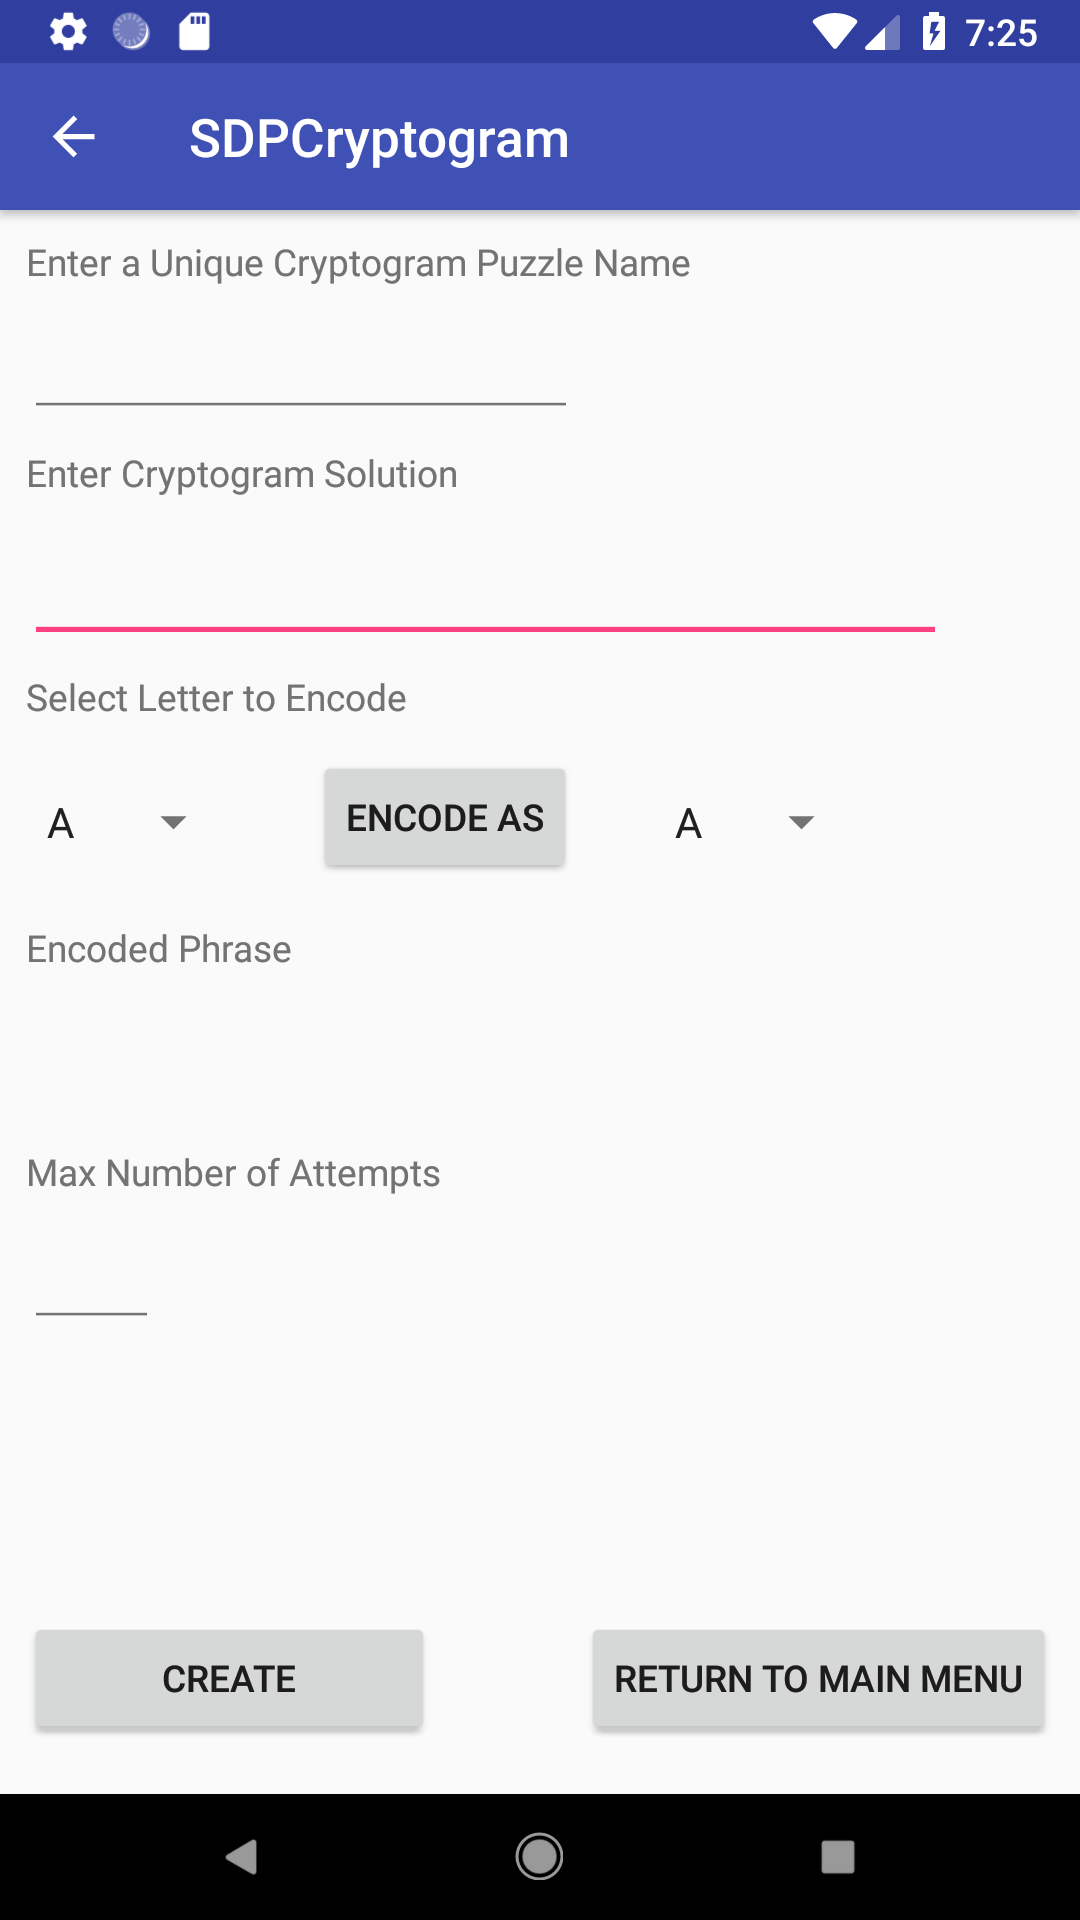 7:25
SDPCryptogram
Enter a Unique Cryptogram Puzzle Name
Enter Cryptogram Solution
Select Letter to Encode
A ENCODE AS A
Encoded Phrase
Max Number of Attempts
CREATE RETURN TO MAIN MENU